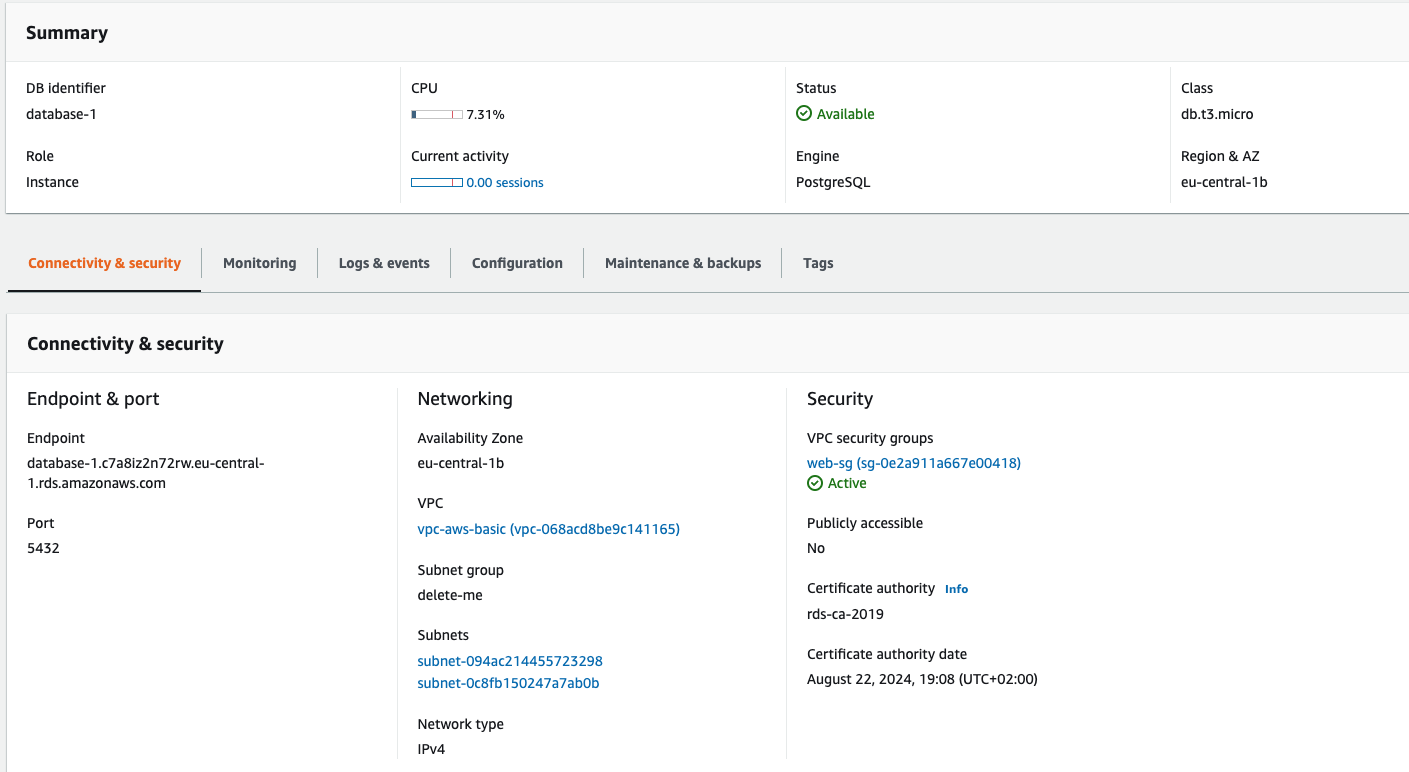 Summary
DB identifier
database-1
CPU
7.31%
Status
Available
Class
db.t3.micro
Role
Instance
Current activity
0.00 sessions
Engine
PostgreSQL
Region & AZ
eu-central-1b
Connectivity & security
Monitoring
Logs & events
Configuration
Maintenance & backups
Tags
Connectivity & security
Endpoint & port
Endpoint
database-1.c7a8iz2n72rw.eu-central-
1.rds.amazonaws.com
Port
5432
Networking
Availability Zone
eu-central-1b
VPC
vpc-aws-basic (vpc-068acd8be9c141165)
Subnet group
delete-me
Subnets
subnet-094ac214455723298
subnet-0c8fb150247a7ab0b
Network type
IPv4
Security
VPC security groups
web-sg (sg-0e2a911a667e00418)
Active
Publicly accessible
No
Certificate authority Info
rds-ca-2019
Certificate authority date
August 22, 2024, 19:08 (UTC+02:00)